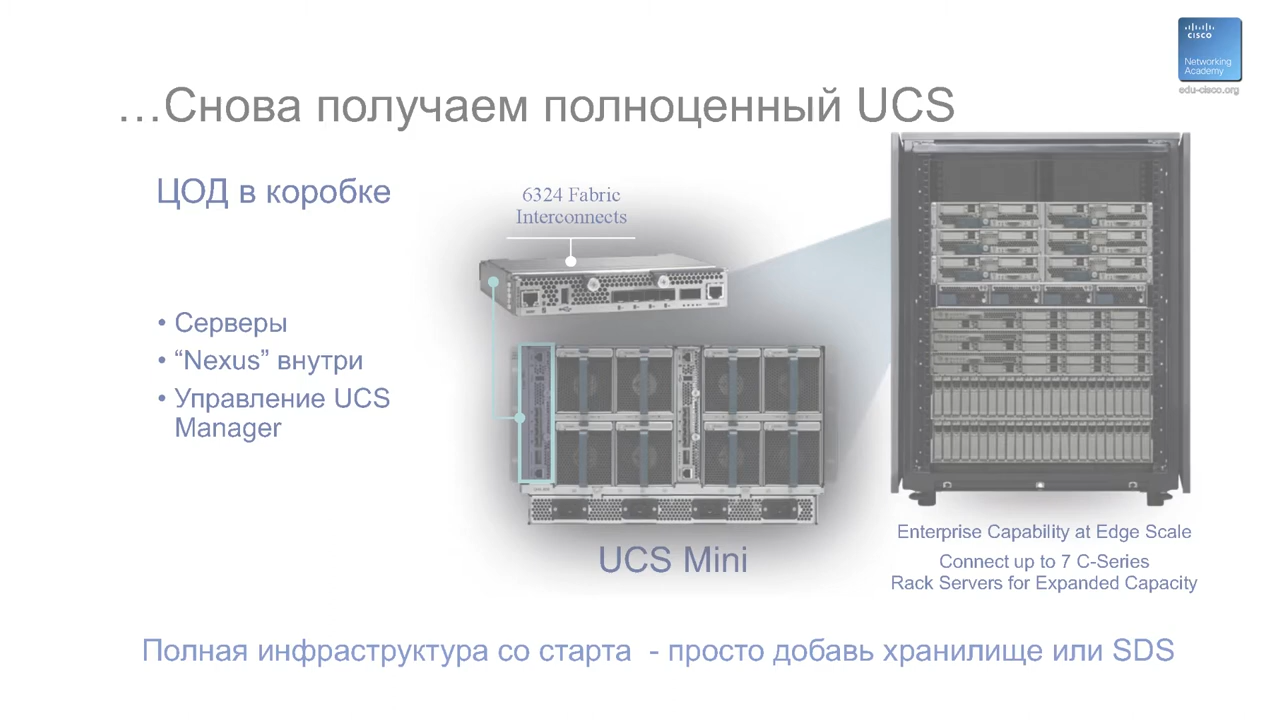 CISCO
Networking
Academy
edu-cisco.org
…Снова получаем полноценный UCS
ЦОД в коробке
6324 Fabric
Interconnects
• Серверы
• “Nexus” внутри
• Управление UCS
Manager
UCS Mini
Enterprise Capability at Edge Scale
Connect up to 7 C-Series
Rack Servers for Expanded Capacity
Полная инфраструктура со старта - просто добавь хранилище или SDS